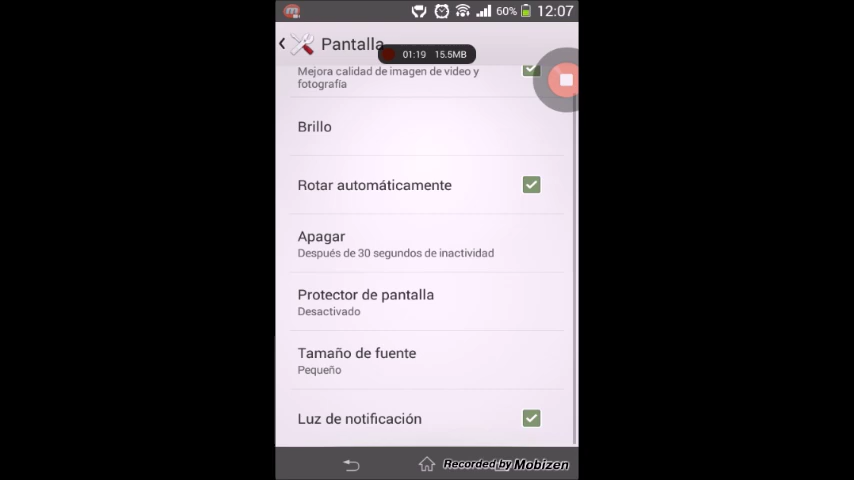 60% 12:07
Pantalla
01:19 15.5MB
Mejora calidad de imagen de video y
fotografía
Brillo
Rotar automáticamente
Apagar
Después de 30 segundos de inactividad
Protector de pantalla
Desactivado
Tamaño de fuente
Pequeño
Luz de notificación
Recorded by Mobizen